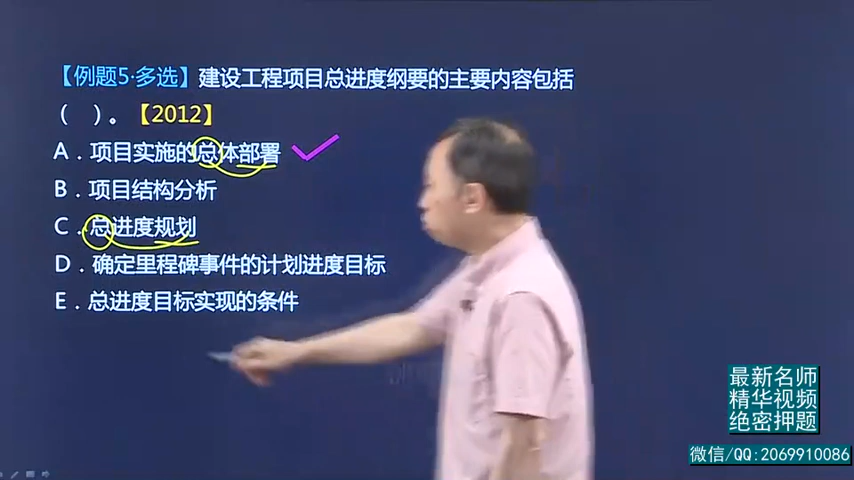 【例题5·多选】建设工程项目总进度纲要的主要内容包括
( )。【2012】
A．项目实施的总体部署
B．项目结构分析
C．总进度规划
D．确定里程碑事件的计划进度目标
E．总进度目标实现的条件
最新名师
精华视频
绝密押题
微信/QQ:2069910086